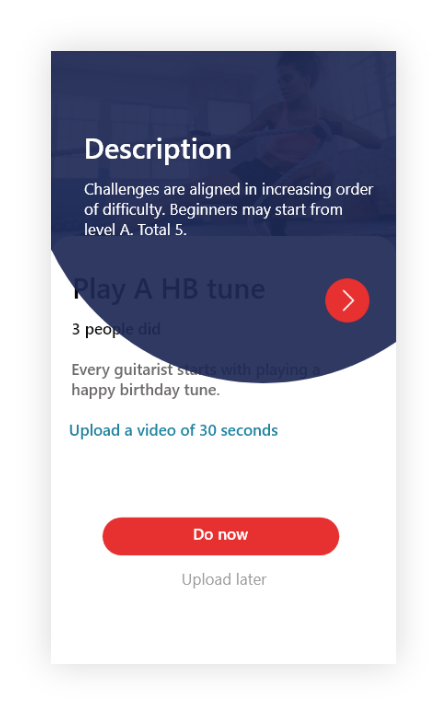 Description
Challenges are aligned in increasing order
of difficulty. Beginners may start from
level A. Total 5.
Play A HB tune
3 people did
Every guitarist starts with playing a
happy birthday tune.
Upload a video of 30 seconds
Do now
Upload later